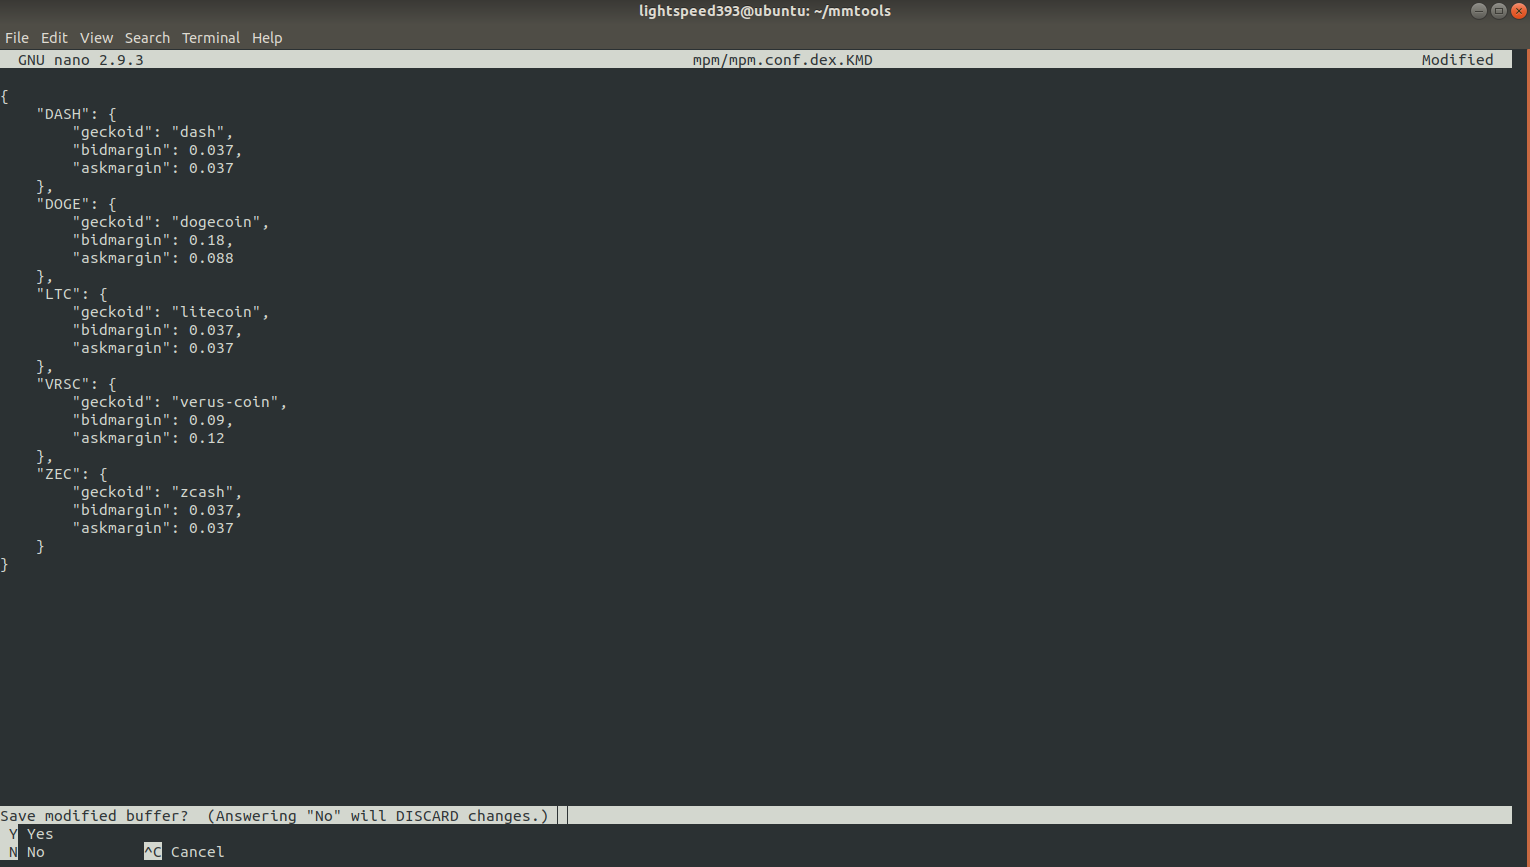 lightspeed393@ubuntu: ~/mmtools
File Edit View Search Terminal Help
GNU nano 2.9.3 mpm/mpm.conf.dex.KMD Modified
{
    "DASH": {
        "geckoid": "dash",
        "bidmargin": 0.037,
        "askmargin": 0.037
    },
    "DOGE": {
        "geckoid": "dogecoin",
        "bidmargin": 0.18,
        "askmargin": 0.088
    },
    "LTC": {
        "geckoid": "litecoin",
        "bidmargin": 0.037,
        "askmargin": 0.037
    },
    "VRSC": {
        "geckoid": "verus-coin",
        "bidmargin": 0.09,
        "askmargin": 0.12
    },
    "ZEC": {
        "geckoid": "zcash",
        "bidmargin": 0.037,
        "askmargin": 0.037
    }
}
Save modified buffer?  (Answering "No" will DISCARD changes.)
Y Yes
N No ^C Cancel